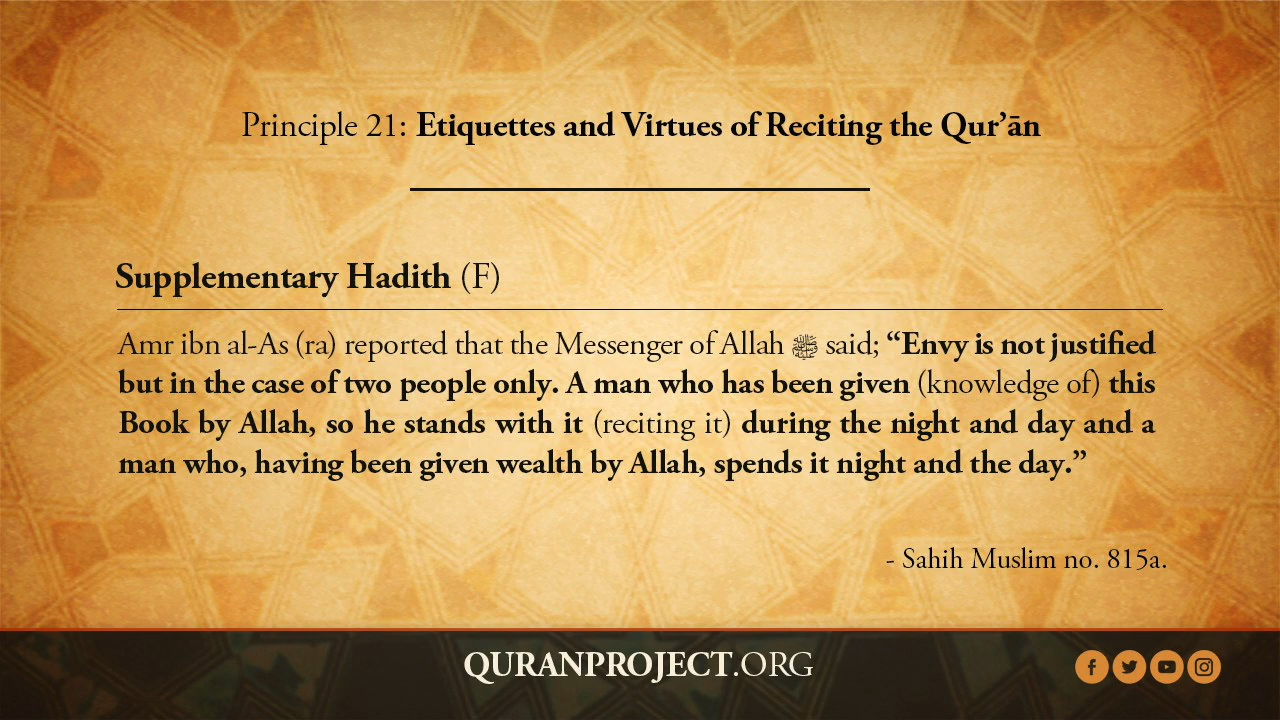 Principle 21: Etiquettes and Virtues of Reciting the Qur’ān
Supplementary Hadith (F)
Amr ibn al-As (ra) reported that the Messenger of Allah ﷺ said; “Envy is not justified
but in the case of two people only. A man who has been given (knowledge of) this
Book by Allah, so he stands with it (reciting it) during the night and day and a
man who, having been given wealth by Allah, spends it night and the day.”
- Sahih Muslim no. 815a.
QURANPROJECT.ORG